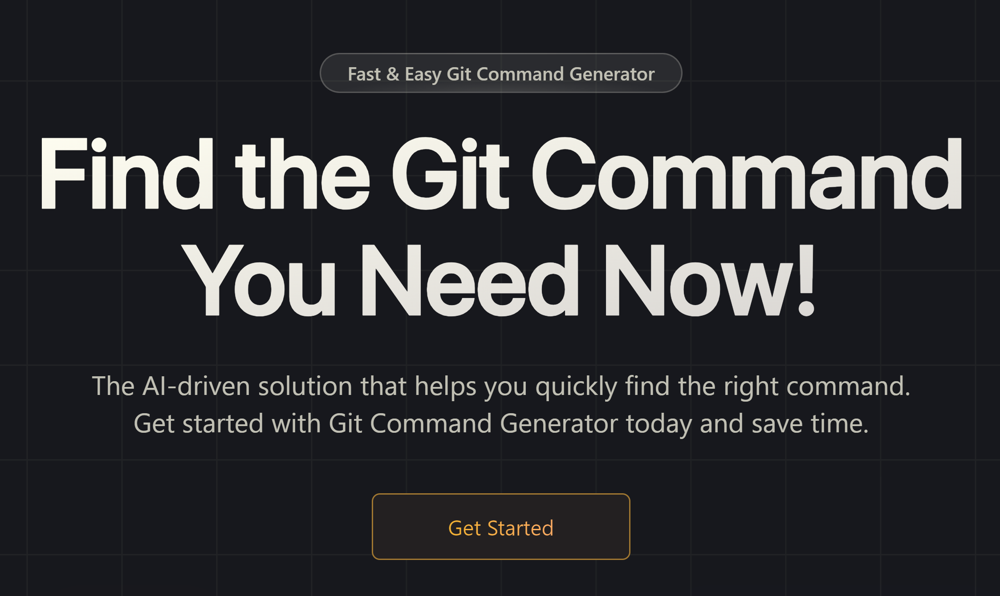 Fast & Easy Git Command Generator
Find the Git Command
You Need Now!
The AI-driven solution that helps you quickly find the right command.
Get started with Git Command Generator today and save time.
Get Started